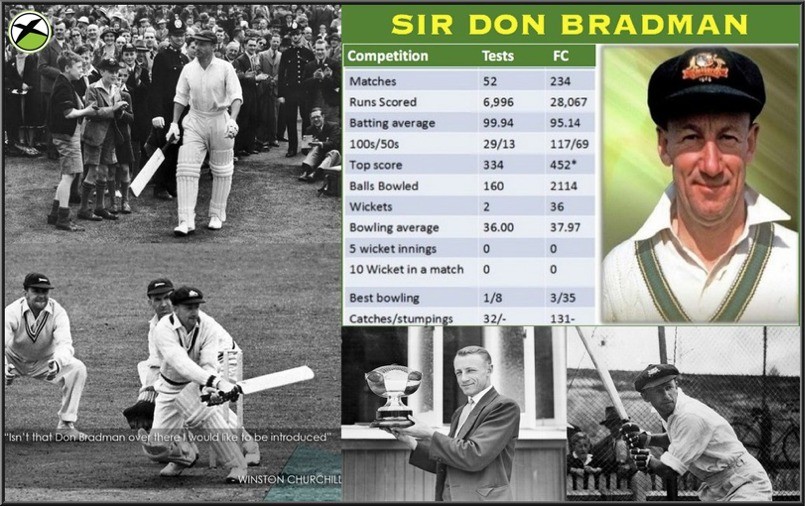 SIR DON BRADMAN
Competition Tests FC
Matches 52 234
Runs Scored 6,996 28,067
Batting average 99.94 95.14
100s/50s 29/13 117/69
Top score 334 452*
Balls Bowled 160 2114
Wickets 2 36
Bowling average 36.00 37.97
5 wicket innings 0 0
10 Wicket in a match 0 0
Best bowling 1/8 3/35
Catches/stumpings 32/- 131-
"Isn't that Don Bradman over there I would like to be introduced"
- WINSTON CHURCHILL